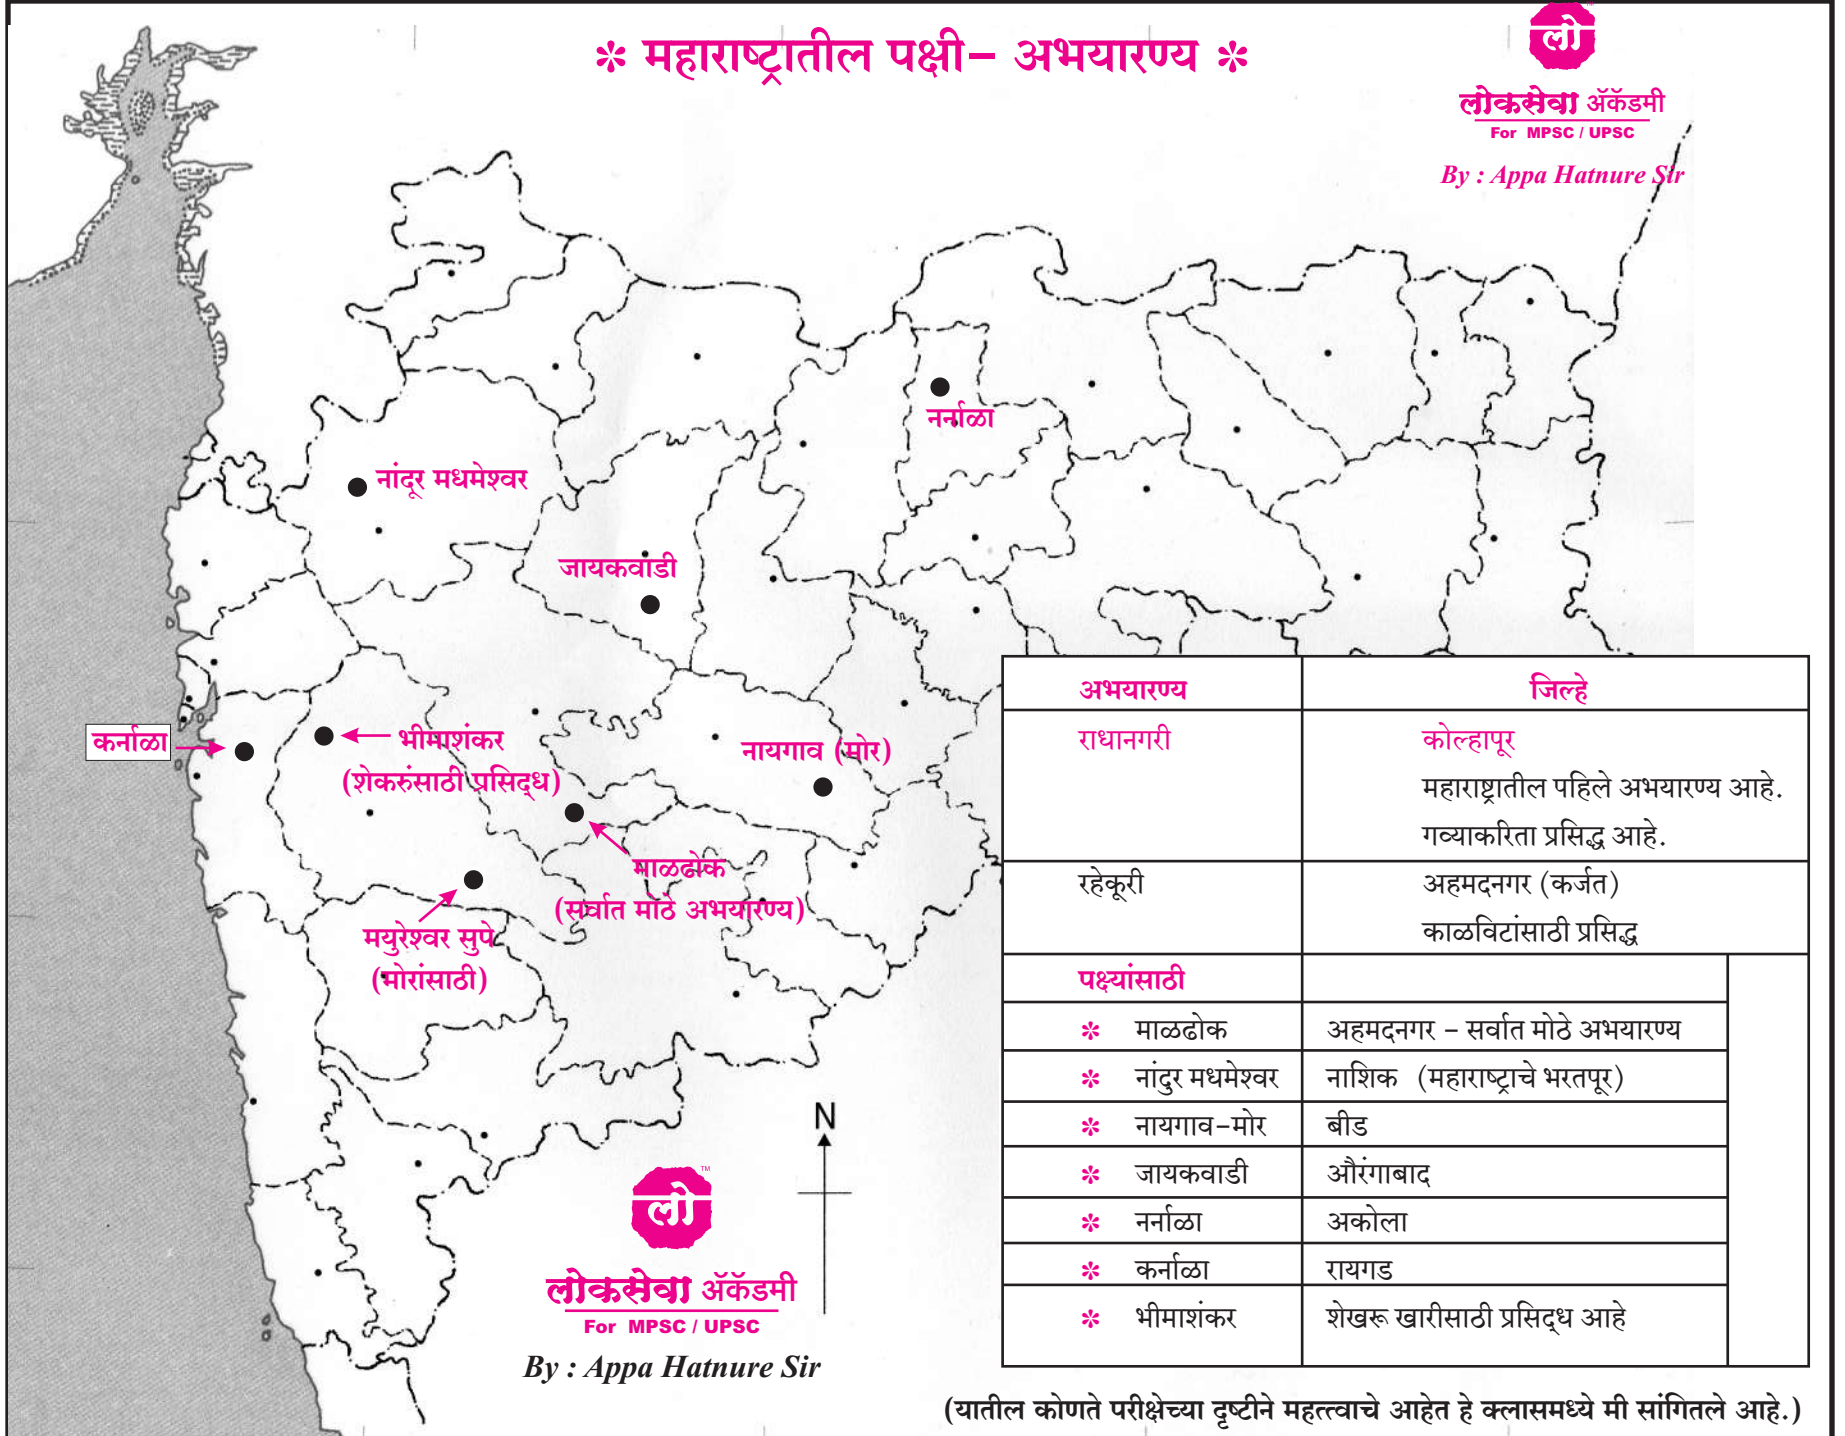 * महाराष्ट्रातील पक्षी– अभयारण्य *
लो
लोकसेवा ॲकॅडमी
For MPSC / UPSC
By : Appa Hatnure Sir
नर्नाळा
नांदूर मधमेश्वर
जायकवाडी
कर्नाळा
भीमाशंकर
(शेकरुंसाठी प्रसिद्ध)
नायगाव (मोर)
माळढोक
(सर्वात मोठे अभयारण्य)
मयुरेश्वर सुपे
(मोरांसाठी)
अभयारण्य जिल्हे
राधानगरी कोल्हापूर
महाराष्ट्रातील पहिले अभयारण्य आहे.
गव्याकरिता प्रसिद्ध आहे.
रहेकूरी अहमदनगर (कर्जत)
काळविटांसाठी प्रसिद्ध
पक्ष्यांसाठी
* माळढोक अहमदनगर – सर्वात मोठे अभयारण्य
* नांदुर मधमेश्वर नाशिक (महाराष्ट्राचे भरतपूर)
* नायगाव–मोर बीड
* जायकवाडी औरंगाबाद
* नर्नाळा अकोला
* कर्नाळा रायगड
* भीमाशंकर शेखरू खारीसाठी प्रसिद्ध आहे
N
TM
लो
लोकसेवा ॲकॅडमी
For MPSC / UPSC
By : Appa Hatnure Sir
(यातील कोणते परीक्षेच्या दृष्टीने महत्त्वाचे आहेत हे क्लासमध्ये मी सांगितले आहे.)